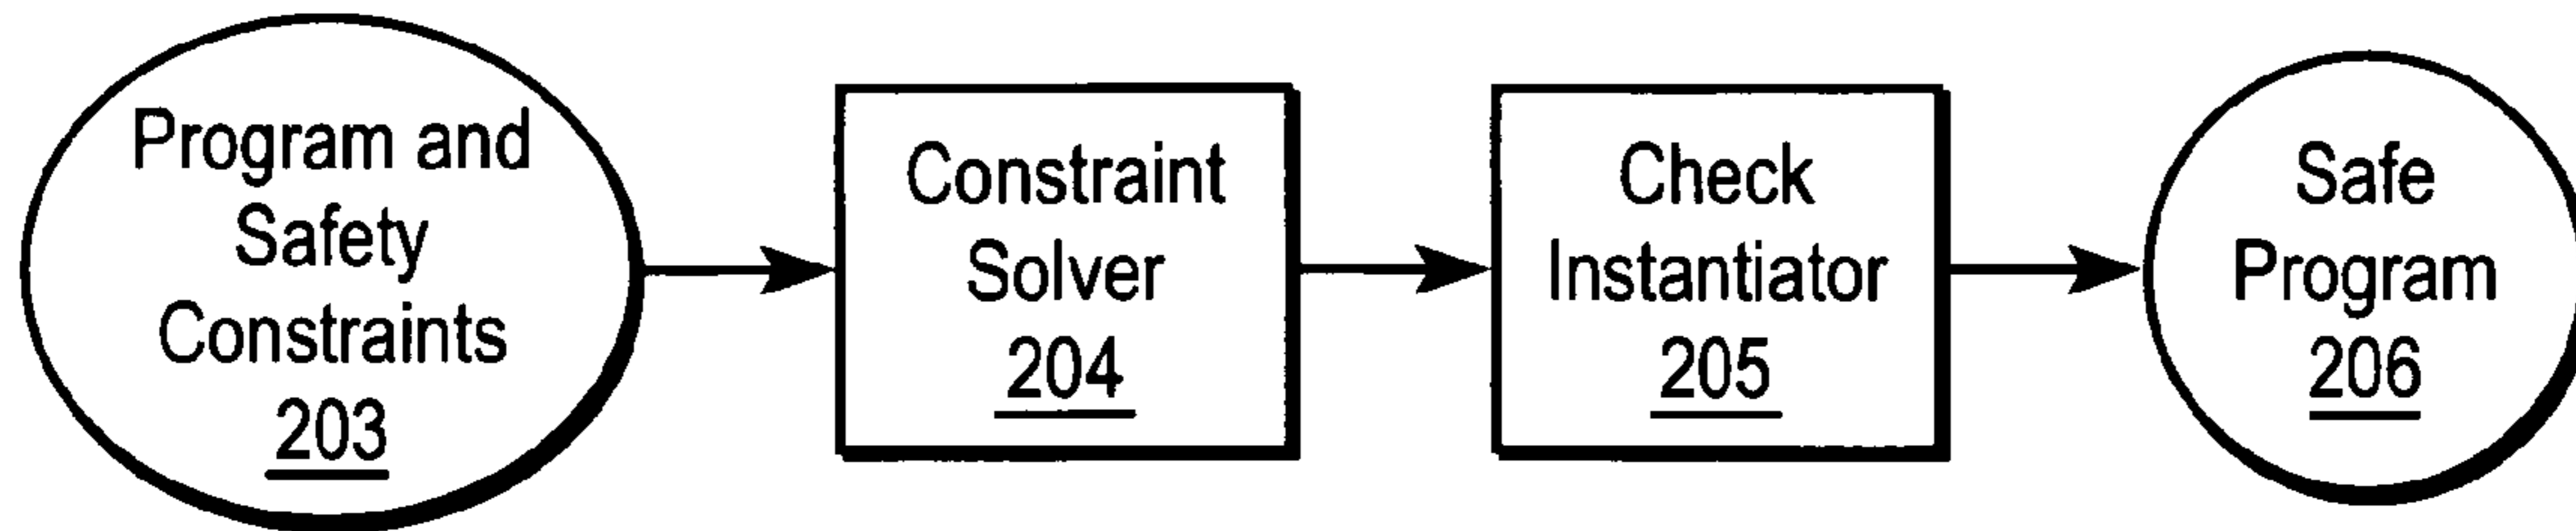 Program and
Safety
Constraints
203
Constraint
Solver
204
Check
Instantiator
205
Safe
Program
206